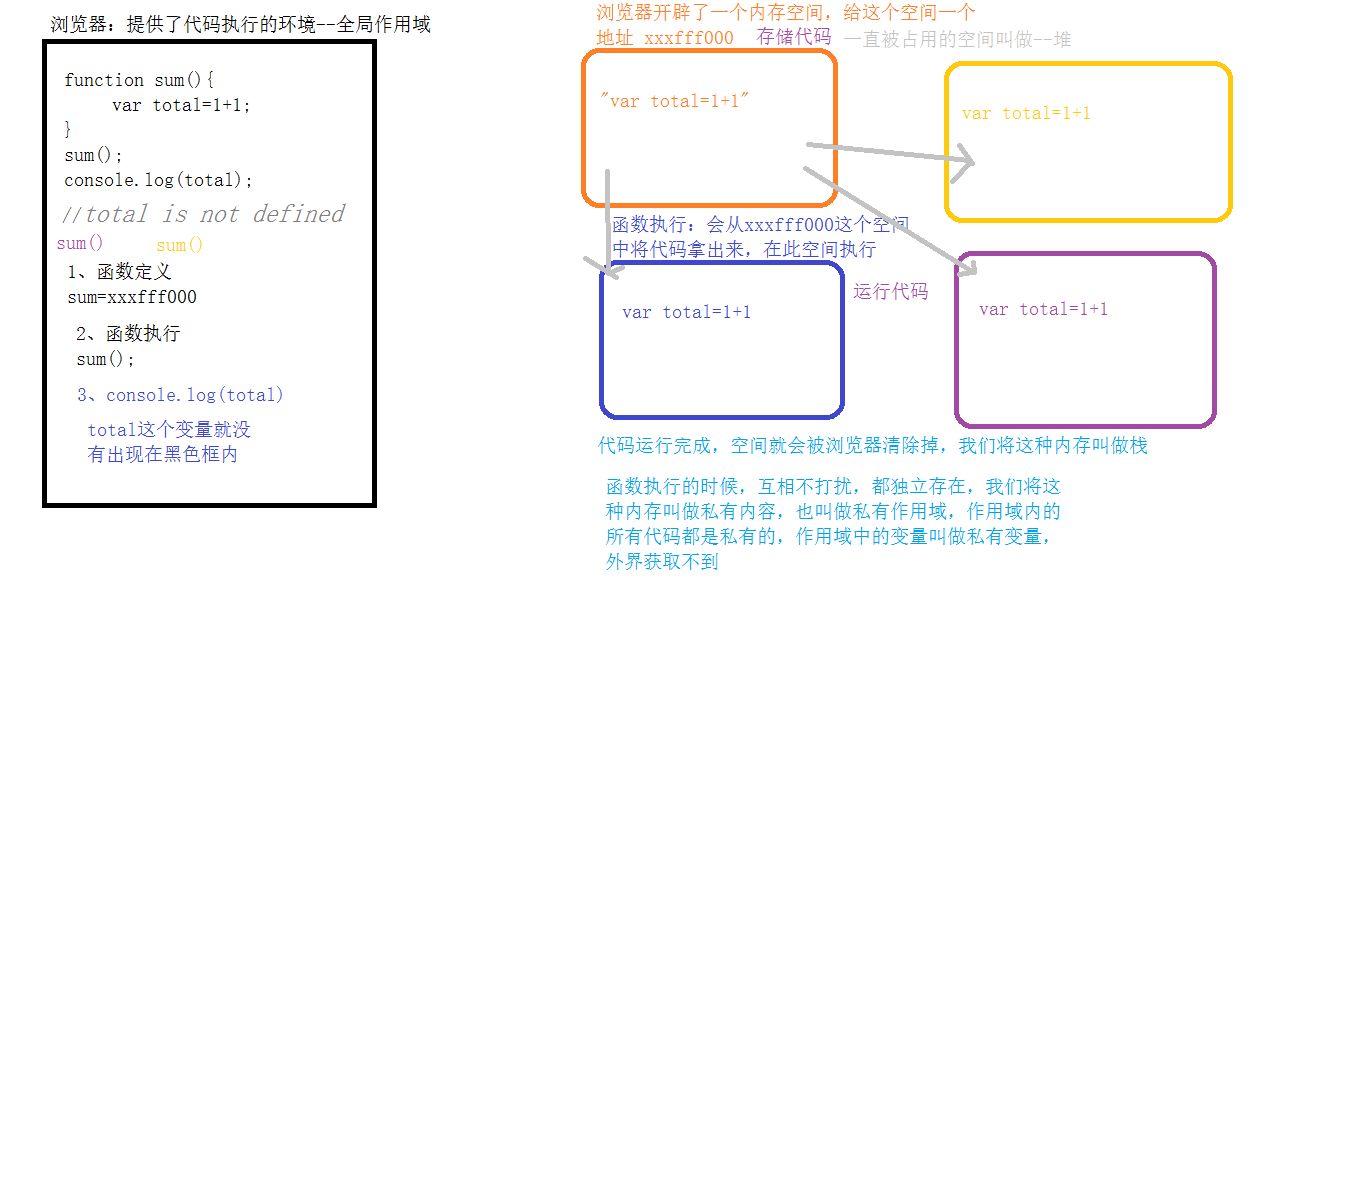 浏览器：提供了代码执行的环境--全局作用域
function sum(){
var total=1+1;
}
sum();
console.log(total);
//total is not defined
sum() sum()
1、函数定义
sum=xxxfff000
2、函数执行
sum();
3、console.log(total)
total这个变量就没
有出现在黑色框内
浏览器开辟了一个内存空间，给这个空间一个
地址 xxxfff000 存储代码 一直被占用的空间叫做--堆
"var total=1+1"
var total=1+1
函数执行：会从xxxfff000这个空间
中将代码拿出来，在此空间执行
运行代码
var total=1+1
var total=1+1
代码运行完成，空间就会被浏览器清除掉，我们将这种内存叫做栈
函数执行的时候，互相不打扰，都独立存在，我们将这
种内存叫做私有内容，也叫做私有作用域，作用域内的
所有代码都是私有的，作用域中的变量叫做私有变量，
外界获取不到